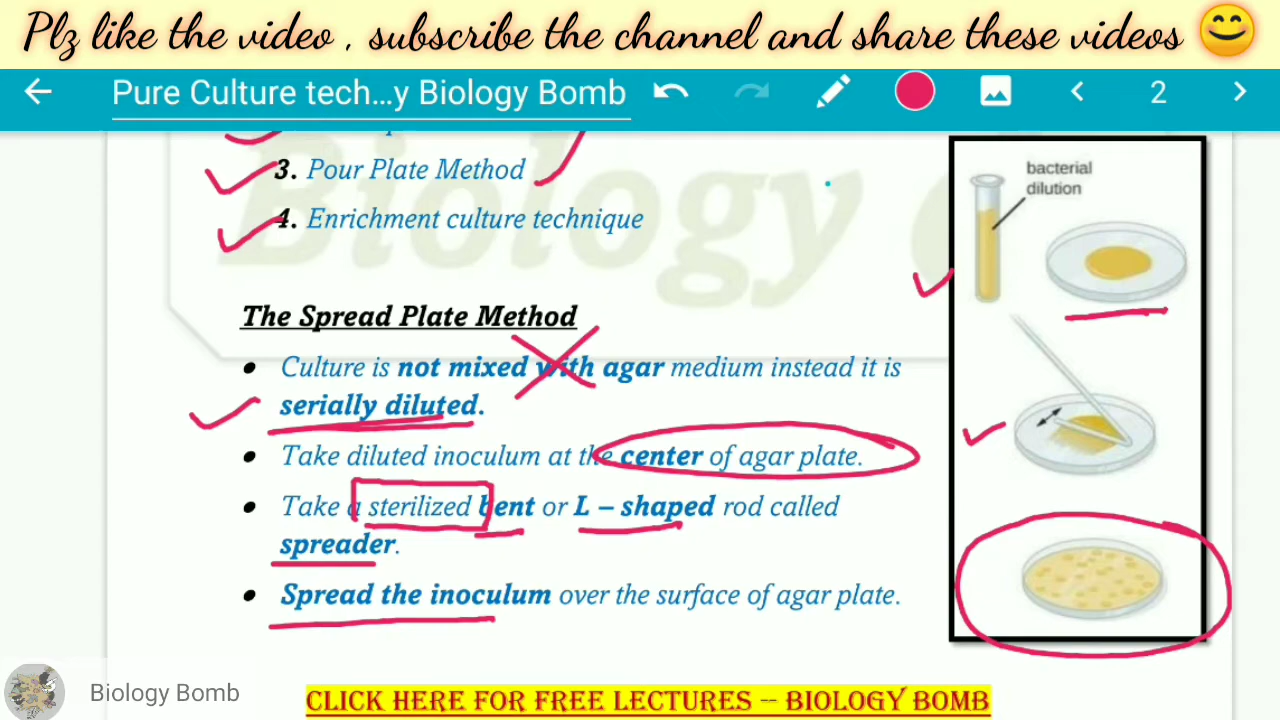 Plz like the video , subscribe the channel and share these videos 😊
Pure Culture tech...y Biology Bomb
2
3. Pour Plate Method
4. Enrichment culture technique
The Spread Plate Method
• Culture is not mixed with agar medium instead it is
serially diluted.
• Take diluted inoculum at the center of agar plate.
• Take a sterilized bent or L – shaped rod called
spreader.
• Spread the inoculum over the surface of agar plate.
bacterial
dilution
Biology
Biology Bomb
CLICK HERE FOR FREE LECTURES -- BIOLOGY BOMB